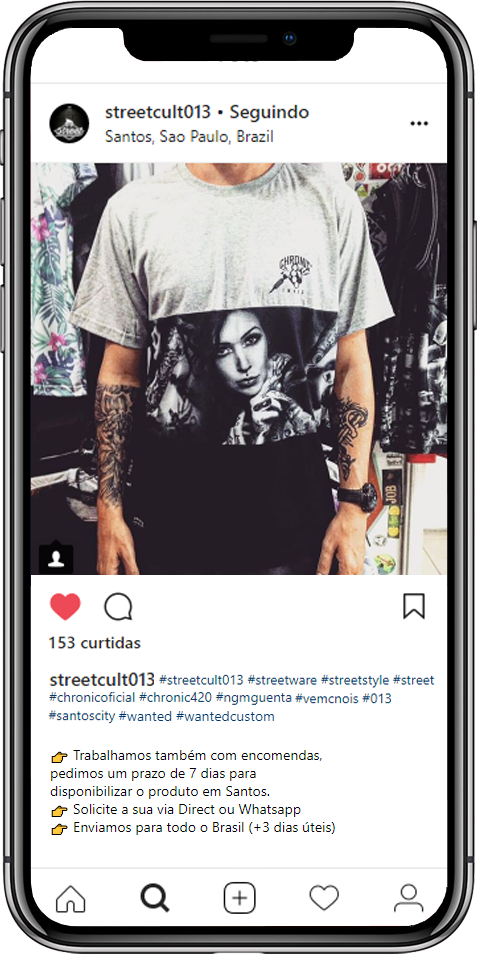 streetcult013 • Seguindo
Santos, Sao Paulo, Brazil
CHRONIC
JOB
153 curtidas
streetcult013 #streetcult013 #streetware #streetstyle #street
#chronicoficial #chronic420 #ngmguenta #vemcnois #013
#santoscity #wanted #wantedcustom
👉 Trabalhamos também com encomendas,
pedimos um prazo de 7 dias para
disponibilizar o produto em Santos.
👉 Solicite a sua via Direct ou Whatsapp
👉 Enviamos para todo o Brasil (+3 dias úteis)